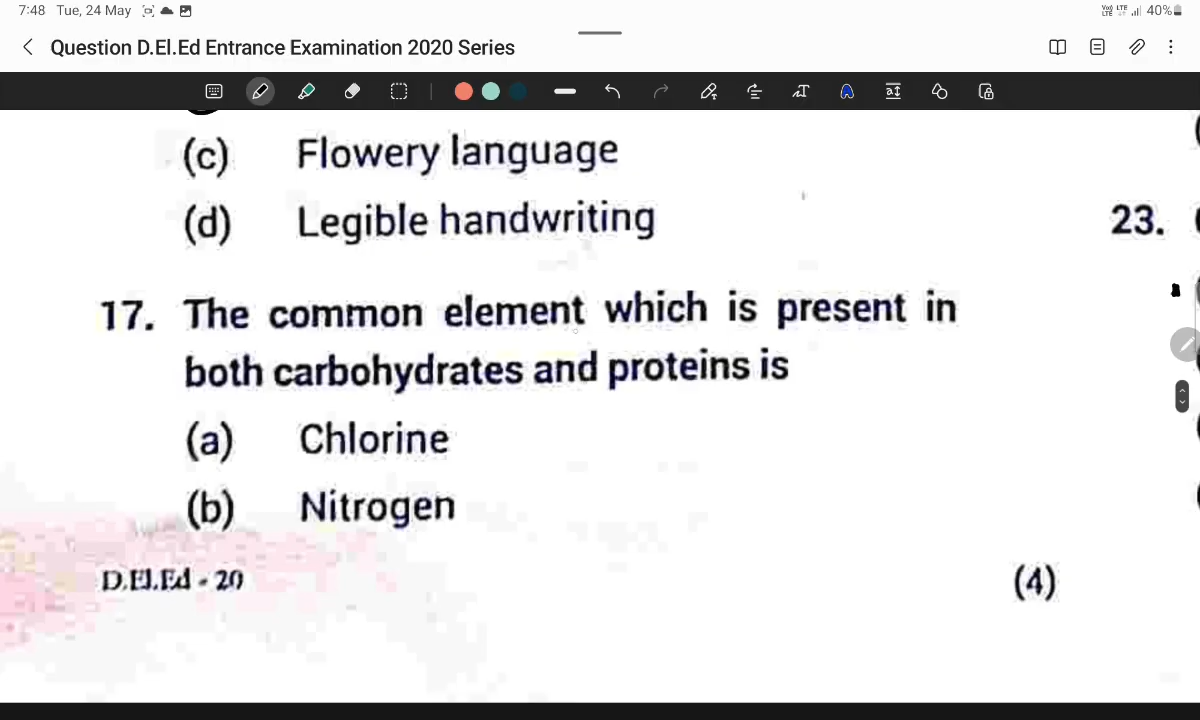 7:48 Tue, 24 May 40%
Question D.El.Ed Entrance Examination 2020 Series
(c) Flowery language
(d) Legible handwriting
23.
17. The common element which is present in
both carbohydrates and proteins is
(a) Chlorine
(b) Nitrogen
D.El.Ed - 20 (4)